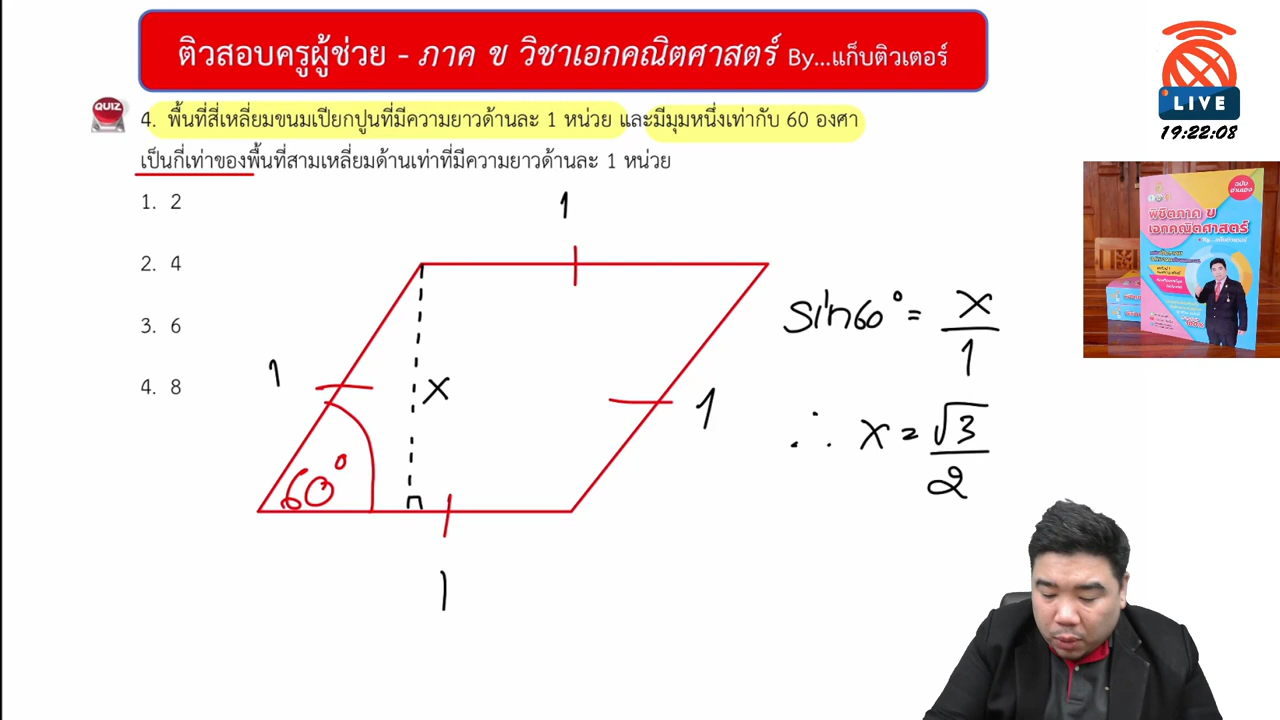 ติวสอบครูผู้ช่วย - ภาค ข วิชาเอกคณิตศาสตร์ By...แก็บติวเตอร์
QUIZ
4. พื้นที่สี่เหลี่ยมขนมเปียกปูนที่มีความยาวด้านละ 1 หน่วย และมีมุมหนึ่งเท่ากับ 60 องศา
เป็นกี่เท่าของพื้นที่สามเหลี่ยมด้านเท่าที่มีความยาวด้านละ 1 หน่วย
1. 2
2. 4
3. 6
4. 8
1
1
x
1
60°
1
sin60° = x/1
∴ x = √3/2
LIVE
19:22:08
ฉบับ
อ่านเอง
พิชิตภาค ข
เอกคณิตศาสตร์